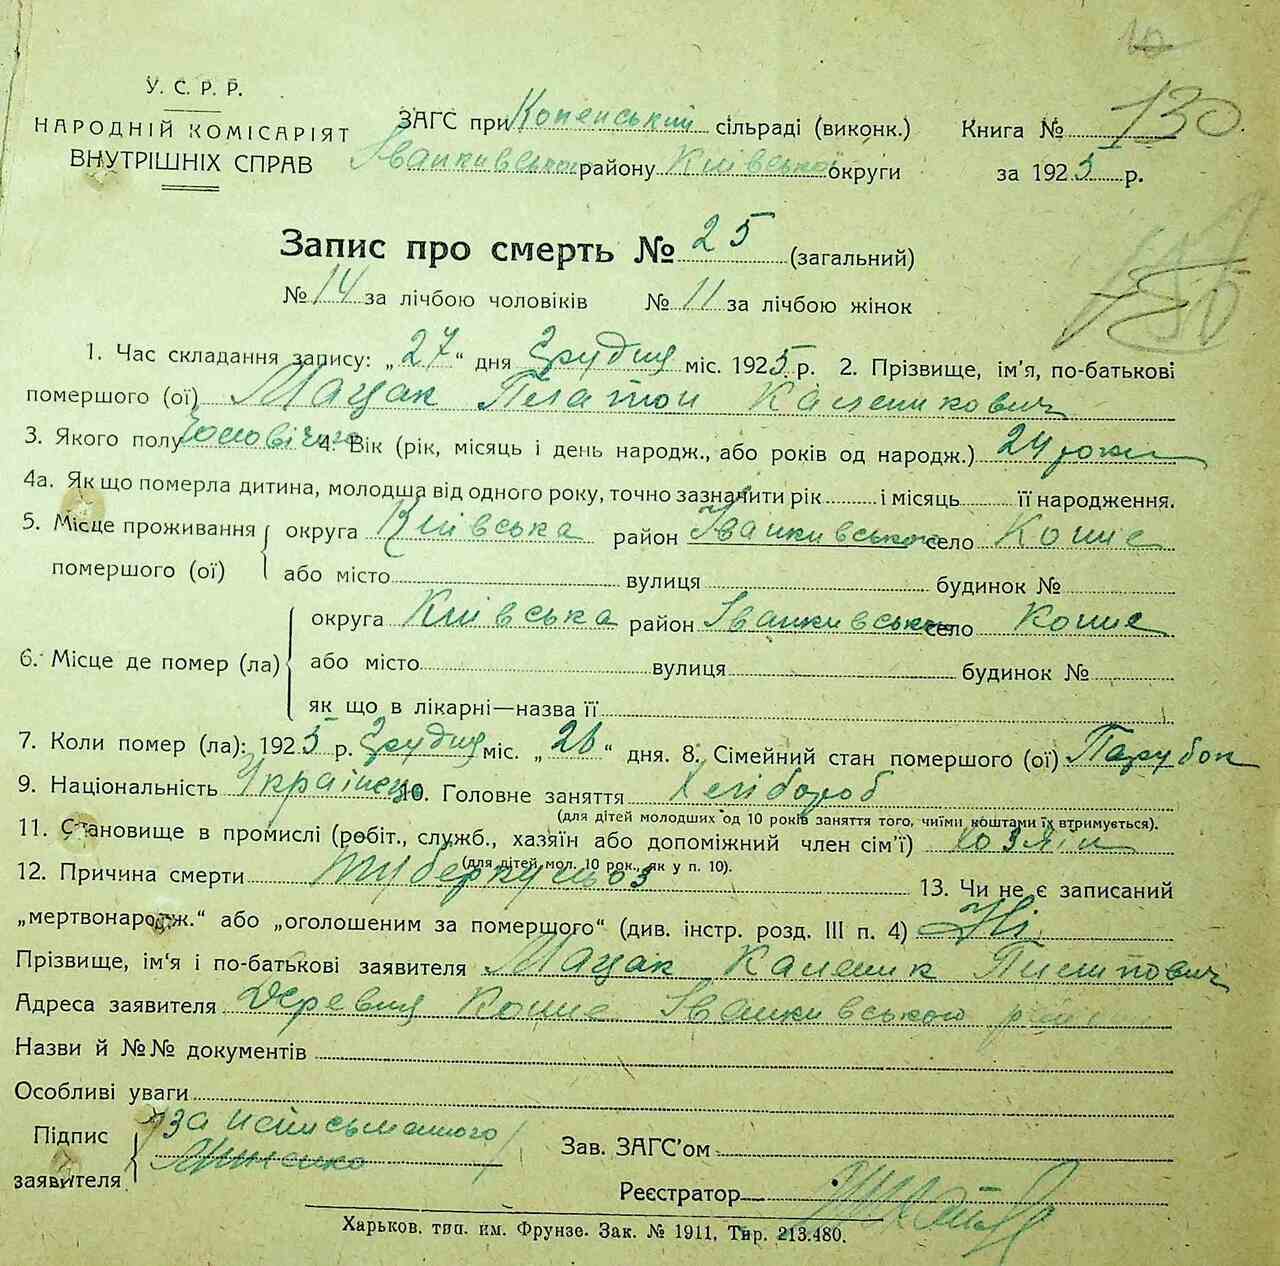 У. С. Р. Р.
НАРОДНІЙ КОМІСАРІЯТ
ВНУТРІШНІХ СПРАВ
ЗАГС при Копенський сільраді (виконк.)
Іванкивського району Київської округи
Книга № 130
за 1925 р.
Запис про смерть № 25 (загальний)
№ 14 за лічбою чоловіків № 11 за лічбою жінок
1. Час складання запису: „27“ дня Грудня міс. 1925 р. 2. Прізвище, ім'я, по-батькові
помершого (ої) Мацак Платон Каленикович
3. Якого полу Чоловічого 4. Вік (рік, місяць і день народж., або років од народж.) 24 роки
4а. Як що померла дитина, молодша від одного року, точно зазначити рік і місяць її народження.
5. Місце проживання помершого (ої) округа Київська район Іванкивського село Копіє
або місто вулиця будинок №
6. Місце де помер (ла) округа Київська район Іванкивського село Копіє
або місто вулиця будинок №
як що в лікарні—назва її
7. Коли помер (ла): 1925 р. Грудня міс. „26“ дня. 8. Сімейний стан помершого (ої) Парубок
9. Національність Українець 10. Головне заняття Хлібороб
(для дітей молодших од 10 років заняття того, чиїми коштами їх втримується).
11. Становище в промислі (робіт., служб., хазяїн або допоміжний член сім'ї) хозяїн
(для дітей мол. 10 рок., як у п. 10).
12. Причина смерти туберкульоз 13. Чи не є записаний
„мертвонародж.“ або „оголошеним за помершого“ (див. інстр. розд. III п. 4) Ні
Прізвище, ім'я і по-батькові заявителя Мацак Каленик Пилипович
Адреса заявителя Деревня Копіє Іванкивського
Назви й №№ документів
Особливі уваги
Підпис заявителя за неписьменного
Зав. ЗАГС'ом
Реєстратор
Харьков. тип. им. Фрунзе. Зак. № 1911, Тир. 213.480.